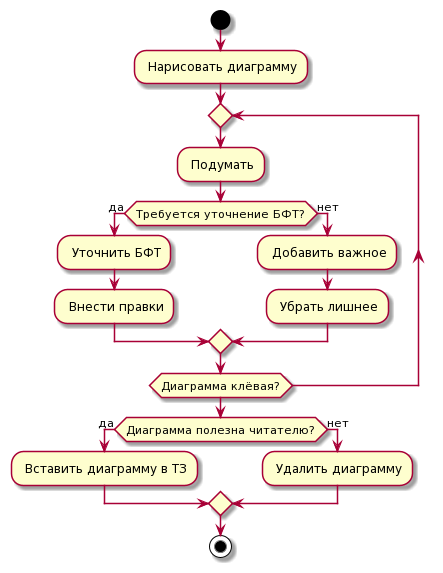 Нарисовать диаграмму
Подумать
да
Требуется уточнение БФТ?
нет
Уточнить БФТ
Добавить важное
Внести правки
Убрать лишнее
Диаграмма клёвая?
да
Диаграмма полезна читателю?
нет
Вставить диаграмму в ТЗ
Удалить диаграмму